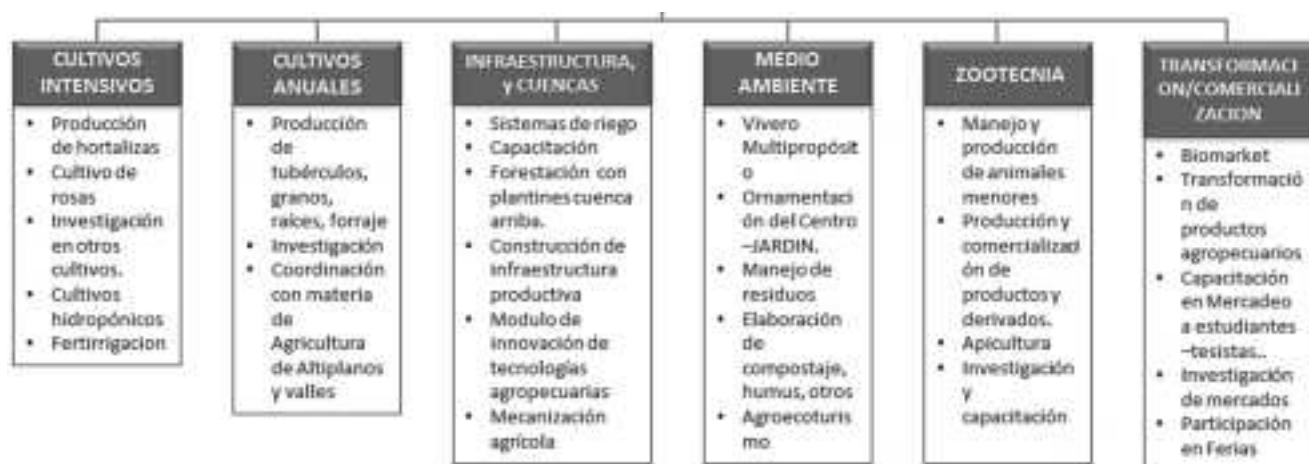 CULTIVOS
INTENSIVOS
• Producción
de hortalizas
• Cultivo de
rosas
• Investigación
en otros
cultivos.
• Cultivos
hidropónicos
• Fertirrigacion
CULTIVOS
ANUALES
• Producción
de
tubérculos,
granos,
raíces, forraje
• Investigación
• Coordinación
con materia
de
Agricultura
de Altiplanos
y valles
INFRAESTRUCTURA,
y CUENCAS
• Sistemas de riego
• Capacitación
• Forestación con
plantines cuenca
arriba.
• Construcción de
infraestructura
productiva
• Modulo de
innovación de
tecnologías
agropecuarias
• Mecanización
agrícola
MEDIO
AMBIENTE
• Vivero
Multipropósit
o
• Ornamentaci
ón del Centro
–JARDIN.
• Manejo de
residuos
• Elaboración
de
compostaje,
humus, otros
• Agroecoturis
mo
ZOOTECNIA
• Manejo y
producción
de animales
menores
• Producción y
comercializaci
ón de
productos y
derivados.
• Apicultura
• Investigación
y
capacitación
TRANSFORMACI
ON/COMERCIALI
ZACION
• Biomarket
• Transformació
n de
productos
agropecuarios
• Capacitación
en Mercadeo
a estudiantes
–tesistas..
• Investigación
de mercados
• Participación
en Ferias